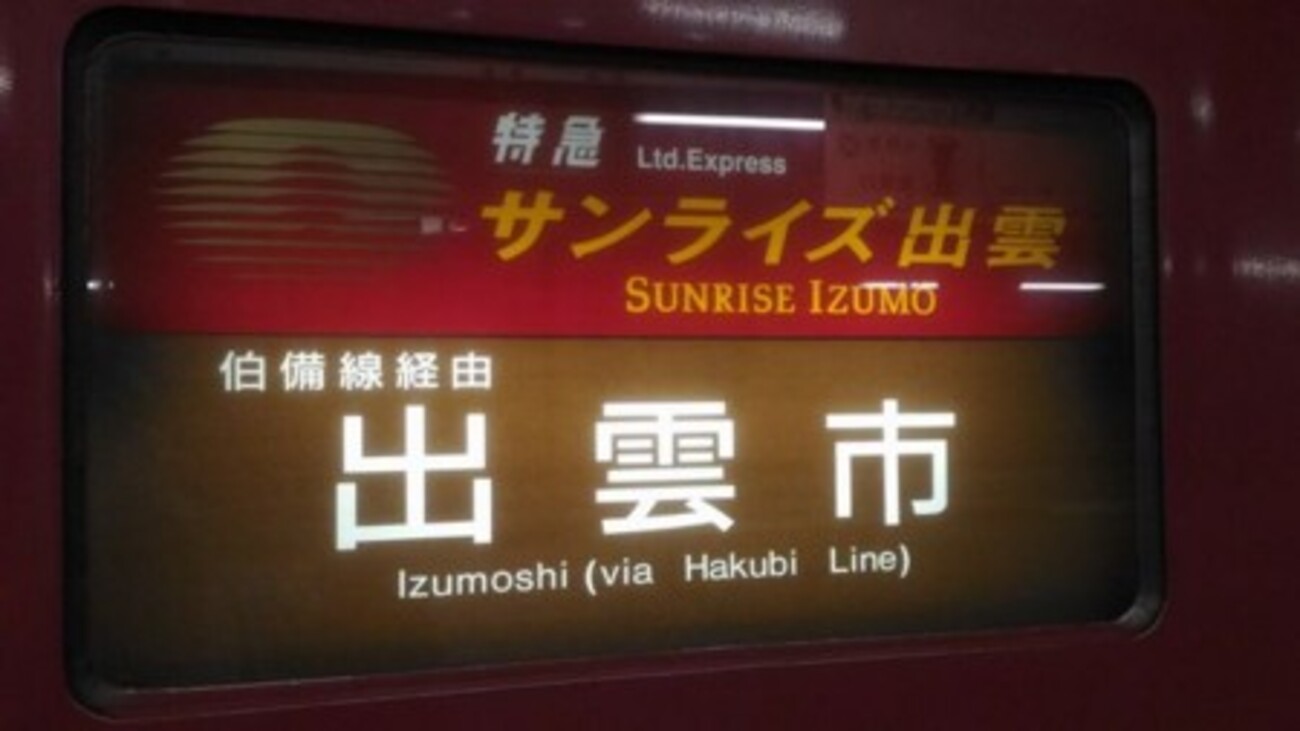 特急 Ltd.Express
サンライズ出雲
SUNRISE IZUMO
伯備線経由
出雲市
Izumoshi (via Hakubi Line)